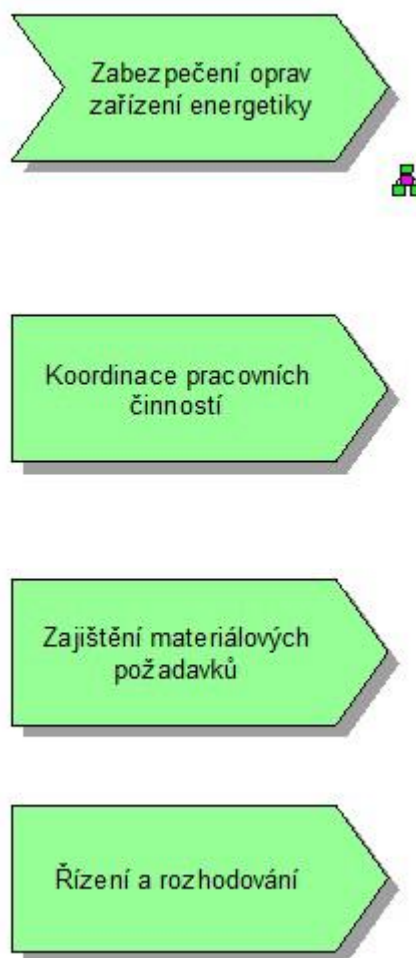 Zabezpečení oprav
zařízení energetiky
Koordinace pracovních
činností
Zajištění materiálových
požadavků
Řízení a rozhodování